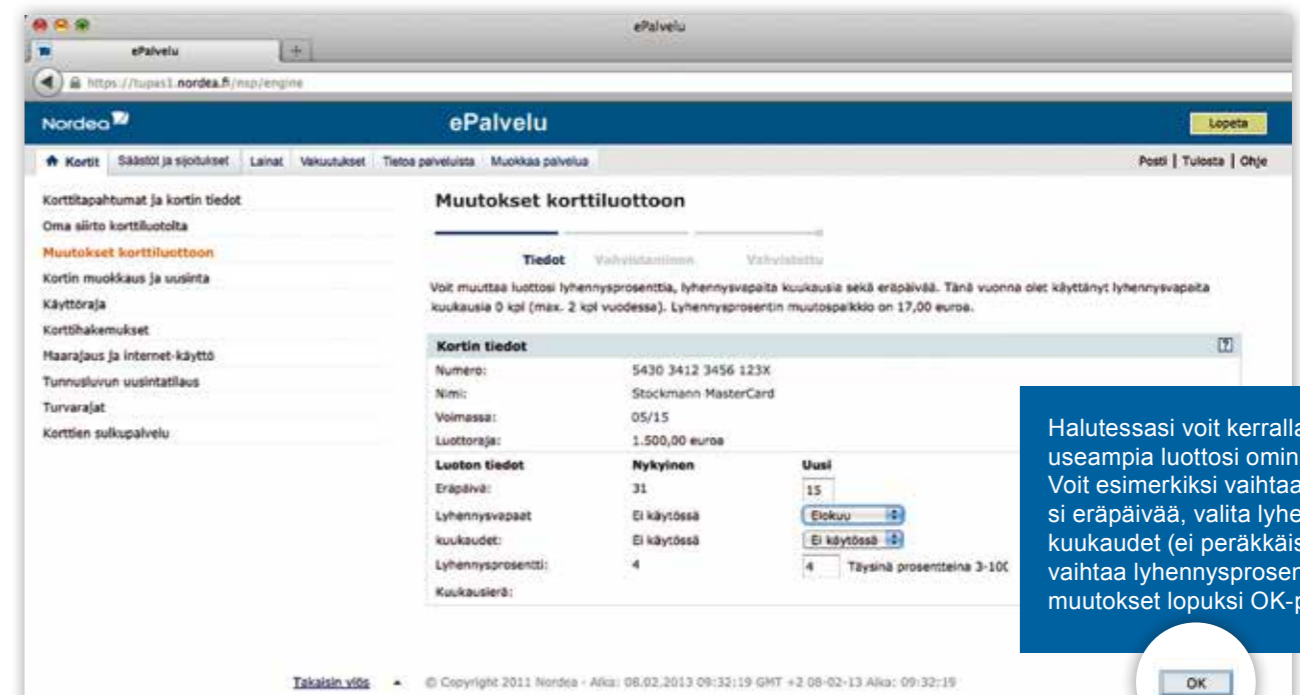 ePalvelu
ePalvelu
https://tupas1.nordea.fi/nsp/engine
Nordea
ePalvelu
Lopeta
Kortit Säästöt ja sijoitukset Lainat Vakuutukset Tietoa palveluista Muokkaa palvelua
Posti | Tulosta | Ohje
Korttitapahtumat ja kortin tiedot
Oma siirto korttiluotolta
Muutokset korttiluottoon
Kortin muokkaus ja uusinta
Käyttöraja
Korttihakemukset
Maarajaus ja internet-käyttö
Tunnusluvun uusintatilaus
Turvarajat
Korttien sulkupalvelu
Muutokset korttiluottoon
Tiedot Vahvistaminen Vahvistettu
Voit muuttaa luottosi lyhennysprosenttia, lyhennysvapaita kuukausia sekä eräpäivää. Tänä vuonna olet käyttänyt lyhennysvapaita
kuukausia 0 kpl (max. 2 kpl vuodessa). Lyhennysprosentin muutospalkkio on 17,00 euroa.
Kortin tiedot ?
Numero: 5430 3412 3456 123X
Nimi: Stockmann MasterCard
Voimassa: 05/15
Luottoraja: 1.500,00 euroa
Luoton tiedot Nykyinen Uusi
Eräpäivä: 31 15
Lyhennysvapaat Ei käytössä Elokuu
kuukaudet: Ei käytössä Ei käytössä
Lyhennysprosentti: 4 4 Täysinä prosentteina 3-100
Kuukausierä:
Halutessasi voit kerralla
useampia luottosi omin
Voit esimerkiksi vaihtaa
si eräpäivää, valita lyhe
kuukaudet (ei peräkkäis
vaihtaa lyhennysprosen
muutokset lopuksi OK-p
Takaisin ylös
© Copyright 2011 Nordea - Aika: 08.02.2013 09:32:19 GMT +2 08-02-13 Aika: 09:32:19
OK